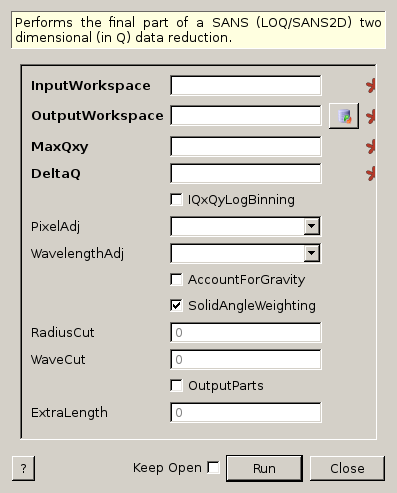 Performs the final part of a SANS (LOQ/SANS2D) two
dimensional (in Q) data reduction.
InputWorkspace
OutputWorkspace
MaxQxy
DeltaQ
IQxQyLogBinning
PixelAdj
WavelengthAdj
AccountForGravity
SolidAngleWeighting
RadiusCut 0
WaveCut 0
OutputParts
ExtraLength 0
? Keep Open Run Close